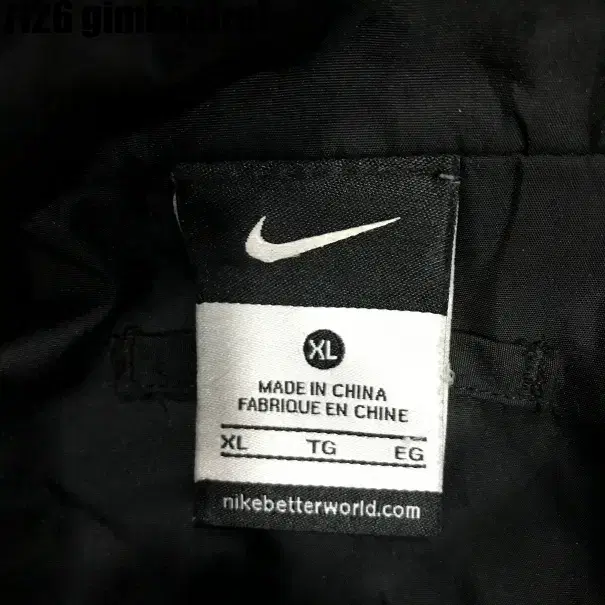 XL
MADE IN CHINA
FABRIQUE EN CHINE
XL TG EG
nikebetterworld.com